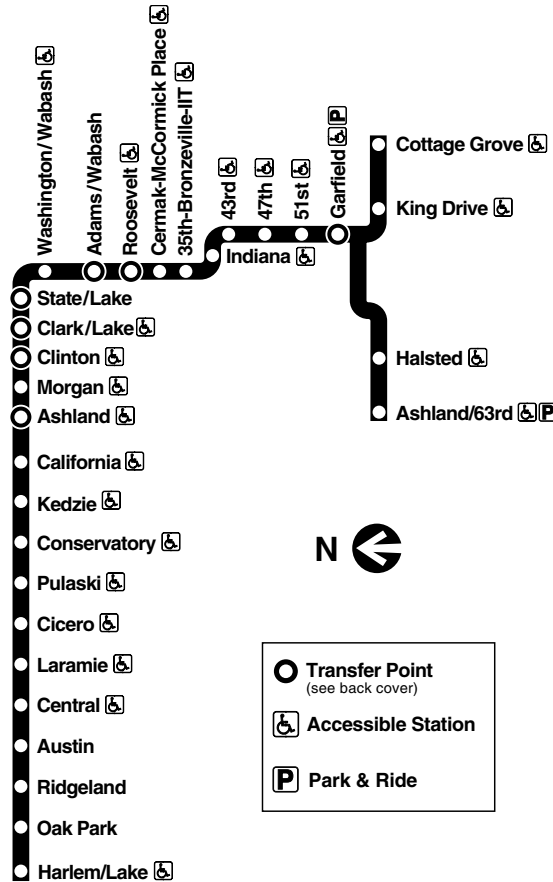 Washington/Wabash
Adams/Wabash
Roosevelt
Cermak-McCormick Place
35th-Bronzeville-IIT
43rd
47th
51st
Garfield P
Cottage Grove
King Drive
Indiana
State/Lake
Clark/Lake
Clinton
Morgan
Ashland
Halsted
Ashland/63rd P
California
Kedzie
Conservatory
Pulaski
Cicero
Laramie
Central
Austin
Ridgeland
Oak Park
Harlem/Lake
N
Transfer Point
(see back cover)
Accessible Station
P Park & Ride